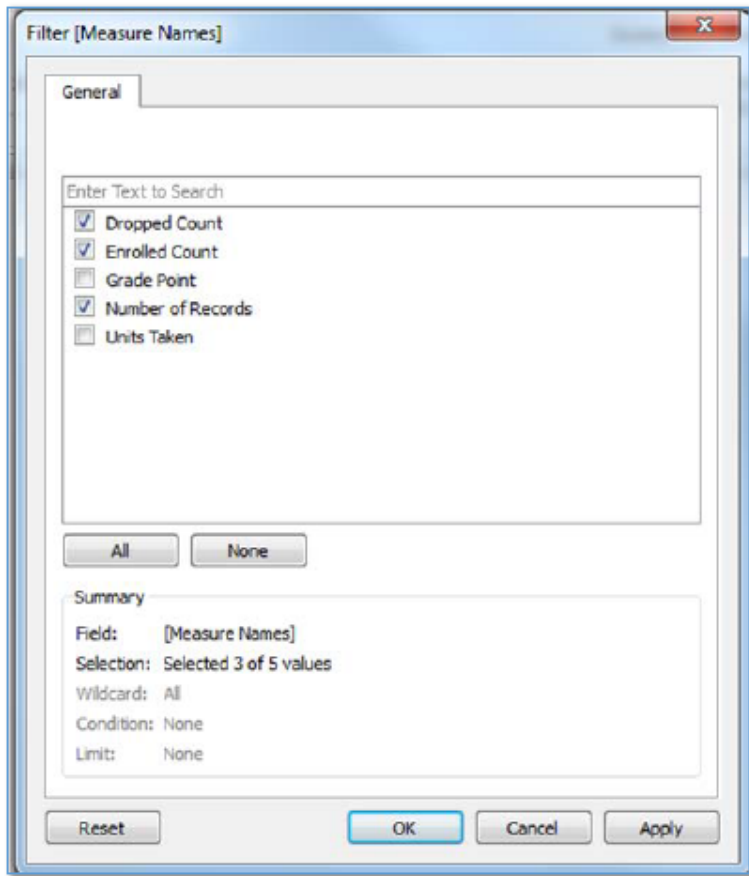 Filter [Measure Names]
General
Enter Text to Search
Dropped Count
Enrolled Count
Grade Point
Number of Records
Units Taken
All None
Summary
Field: [Measure Names]
Selection: Selected 3 of 5 values
Wildcard: All
Condition: None
Limit: None
Reset OK Cancel Apply